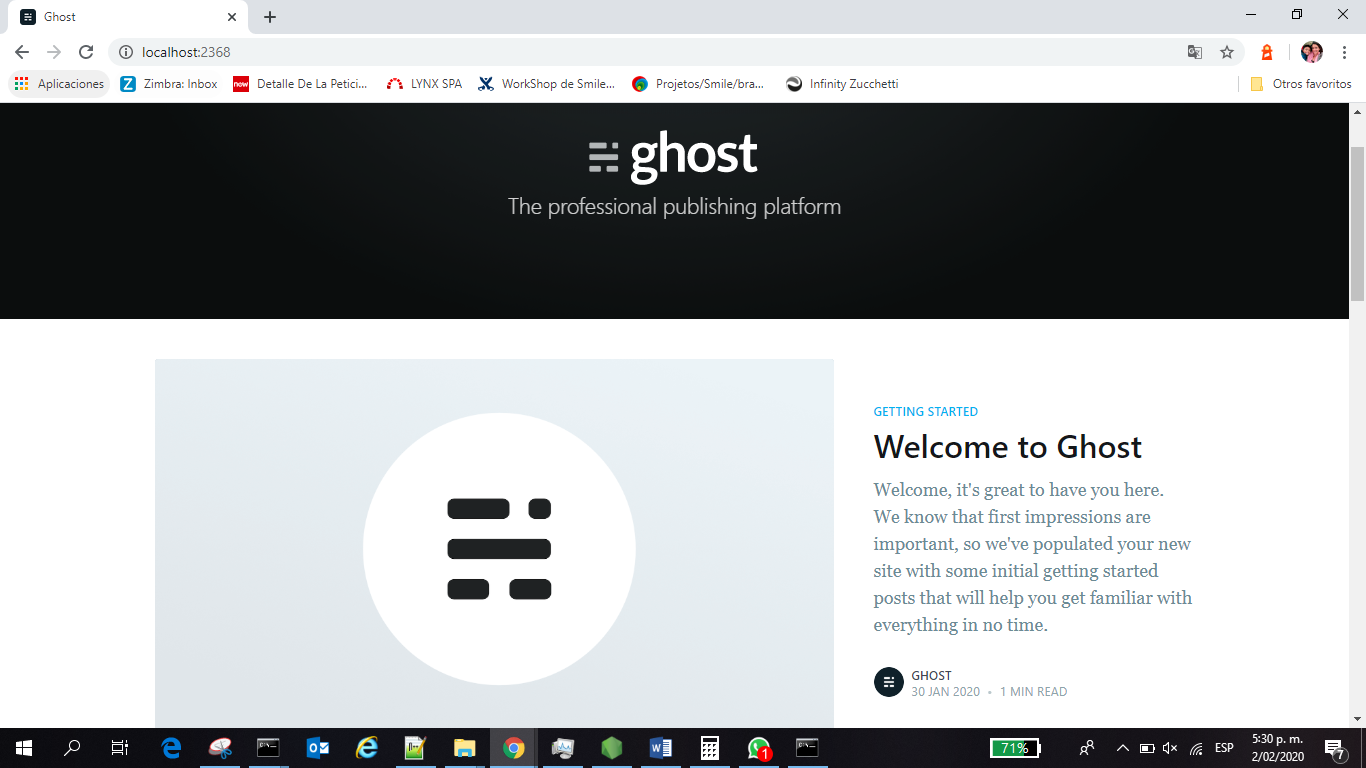 Ghost
localhost:2368
Aplicaciones
Zimbra: Inbox
now
Detalle De La Petici...
LYNX SPA
WorkShop de Smile...
Projetos/Smile/bra...
Infinity Zucchetti
Otros favoritos
ghost
The professional publishing platform
GETTING STARTED
Welcome to Ghost
Welcome, it's great to have you here.
We know that first impressions are
important, so we've populated your new
site with some initial getting started
posts that will help you get familiar with
everything in no time.
GHOST
30 JAN 2020 • 1 MIN READ
71%
ESP
5:30 p. m.
2/02/2020
7
1